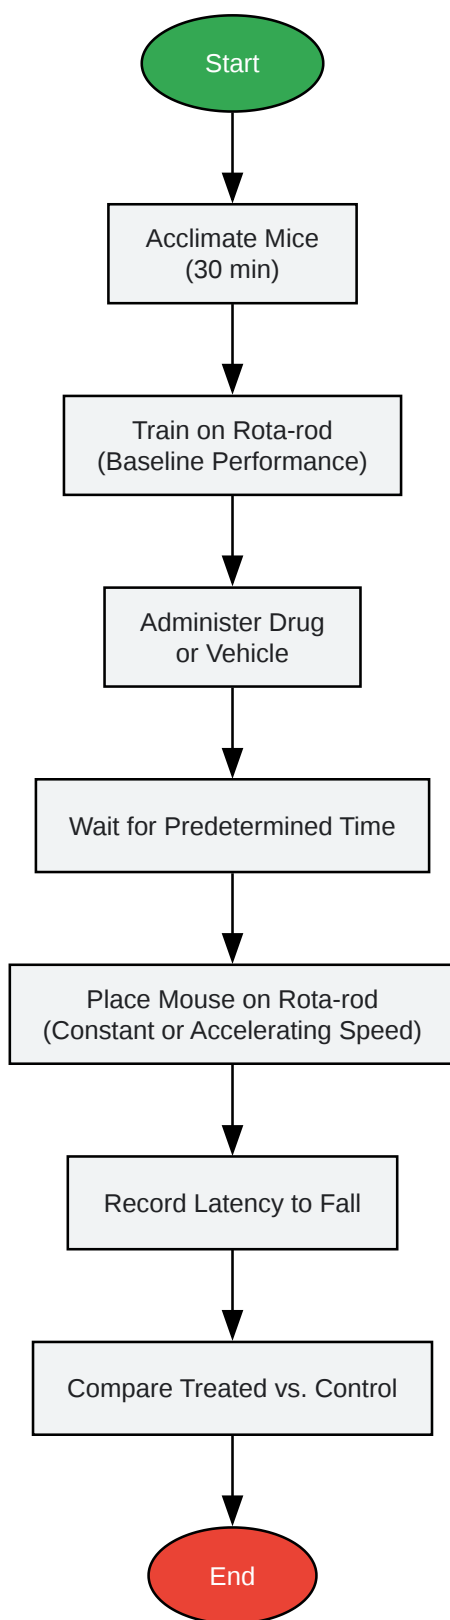 Start
Acclimate Mice
(30 min)
Train on Rota-rod
(Baseline Performance)
Administer Drug
or Vehicle
Wait for Predetermined Time
Place Mouse on Rota-rod
(Constant or Accelerating Speed)
Record Latency to Fall
Compare Treated vs. Control
End